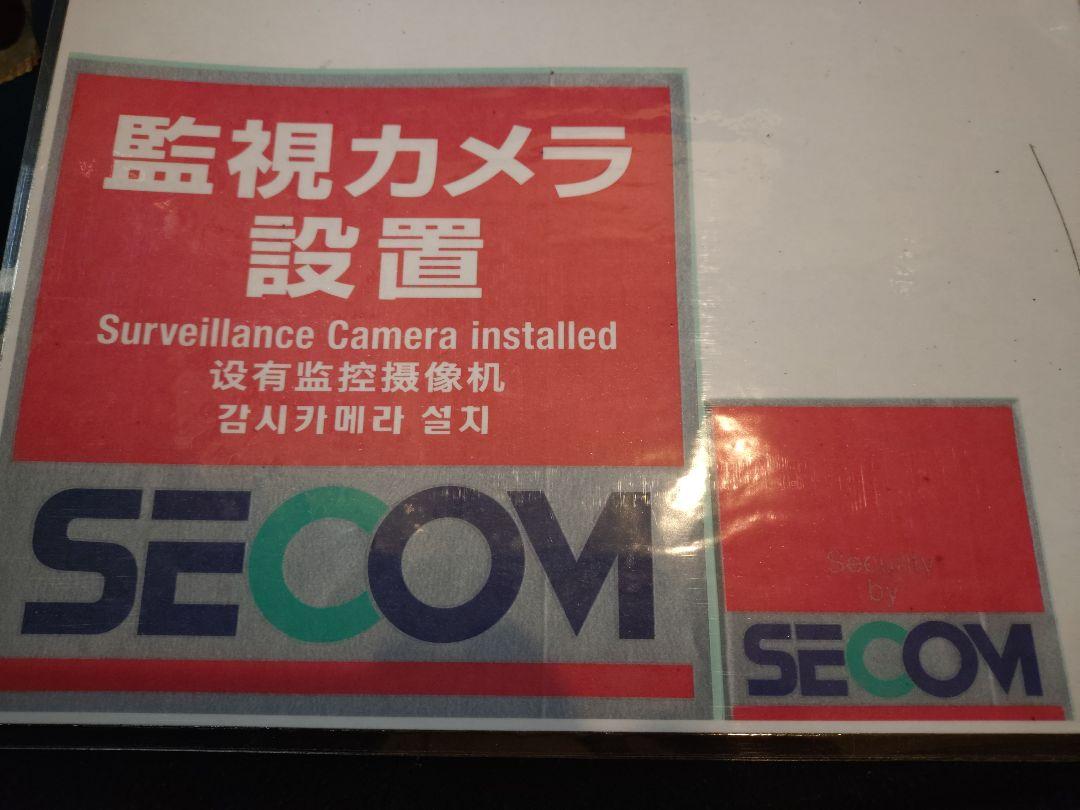 監視カメラ
設置
Surveillance Camera installed
设有监控摄像机
감시카메라 설치
SECOM
Security
by
SECOM